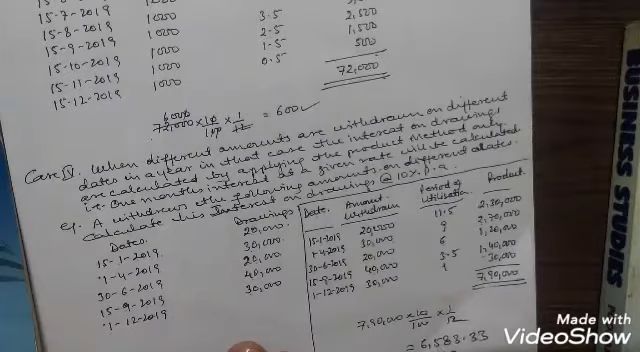 15-7-2019 1000
15-8-2019 1000 3.5 2,500
15-9-2019 1000 2.5 1,500
15-10-2019 1000 1.5 500
15-11-2019 1000 0.5
15-12-2019 1000 72,000
72,000 × 10/100 × 1/12 = 600
Case IV. When different amounts are withdrawn on different
dates in a year in that case the interest on drawings
are calculated by applying the product Method only
i.e. One months interest at a given rate will be calculated
eg. A withdraws the following amounts on different dates.
Calculate his Interest on drawings @ 10% p.a.
Dates. Drawings
15-1-2019 20,000
1-4-2019 30,000
30-6-2019 20,000
15-9-2019 40,000
1-12-2019 30,000
Date. Amount withdrawn Period of utilisation Product
15-1-2019 20,000 11.5 2,30,000
1-4-2019 30,000 9 2,70,000
30-6-2019 20,000 6 1,20,000
15-9-2019 40,000 3.5 1,40,000
1-12-2019 30,000 1 30,000
7,90,000
7,90,000 × 10/100 × 1/12
= 6,583.33
BUSINESS STUDIES
Made with
VideoShow